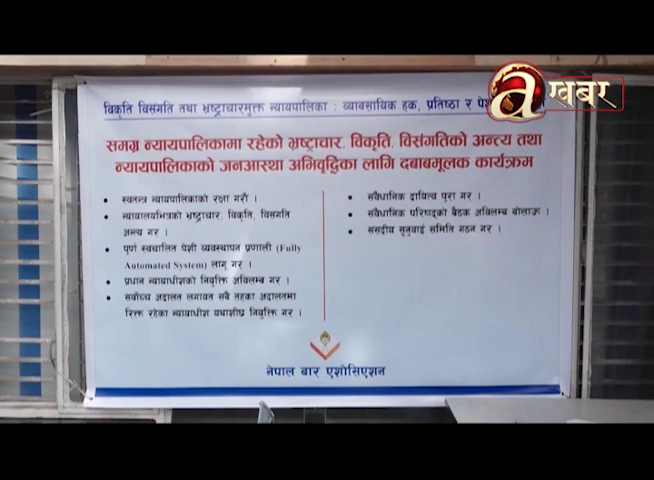 विकृति विसंगति तथा भ्रष्टाचारमुक्त न्यायपालिका : व्यावसायिक हक, प्रतिष्ठा र
a खबर
समग्र न्यायपालिकामा रहेको भ्रष्टाचार, विकृति, विसंगतिको अन्त्य तथा
न्यायपालिकाको जनआस्था अभिवृद्धिका लागि दबाबमूलक कार्यक्रम
• स्वतन्त्र न्यायपालिकाको रक्षा गरौं ।
• न्यायालयभित्रको भ्रष्टाचार, विकृति, विसंगति
अन्त्य गर ।
• पूर्ण स्वचालित पेशी व्यवस्थापन प्रणाली (Fully
Automated System) लागू गर ।
• प्रधान न्यायाधीशको नियुक्ति अविलम्ब गर ।
• सर्वोच्च अदालत लगायत सबै तहका अदालतमा
रिक्त रहेका न्यायाधीश यथाशीघ्र नियुक्ति गर ।
• संवैधानिक दायित्व पूरा गर ।
• संवैधानिक परिषद्को बैठक अविलम्ब बोलाऊ ।
• संसदीय सुनुवाई समिति गठन गर ।
नेपाल बार एशोसिएशन